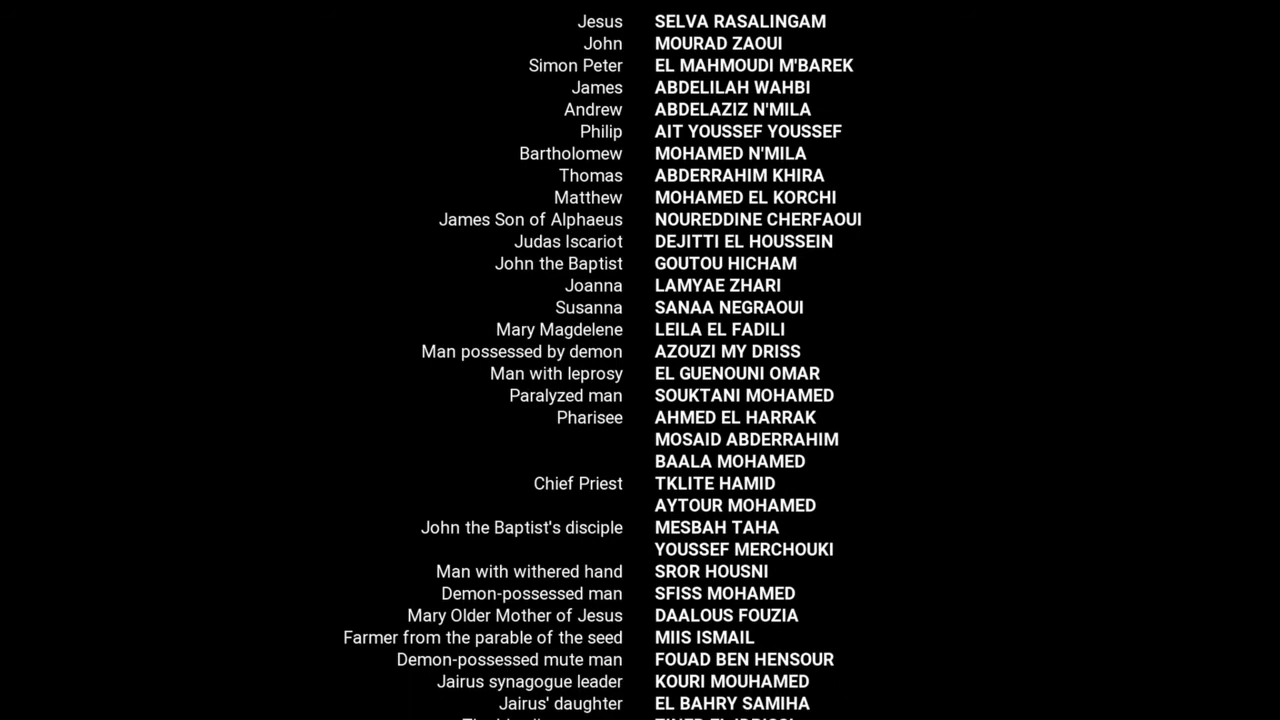 Jesus SELVA RASALINGAM
John MOURAD ZAOUI
Simon Peter EL MAHMOUDI M'BAREK
James ABDELILAH WAHBI
Andrew ABDELAZIZ N'MILA
Philip AIT YOUSSEF YOUSSEF
Bartholomew MOHAMED N'MILA
Thomas ABDERRAHIM KHIRA
Matthew MOHAMED EL KORCHI
James Son of Alphaeus NOUREDDINE CHERFAOUI
Judas Iscariot DEJITTI EL HOUSSEIN
John the Baptist GOUTOU HICHAM
Joanna LAMYAE ZHARI
Susanna SANAA NEGRAOUI
Mary Magdelene LEILA EL FADILI
Man possessed by demon AZOUZI MY DRISS
Man with leprosy EL GUENOUNI OMAR
Paralyzed man SOUKTANI MOHAMED
Pharisee AHMED EL HARRAK
MOSAID ABDERRAHIM
BAALA MOHAMED
Chief Priest TKLITE HAMID
AYTOUR MOHAMED
John the Baptist's disciple MESBAH TAHA
YOUSSEF MERCHOUKI
Man with withered hand SROR HOUSNI
Demon-possessed man SFISS MOHAMED
Mary Older Mother of Jesus DAALOUS FOUZIA
Farmer from the parable of the seed MIIS ISMAIL
Demon-possessed mute man FOUAD BEN HENSOUR
Jairus synagogue leader KOURI MOUHAMED
Jairus' daughter EL BAHRY SAMIHA